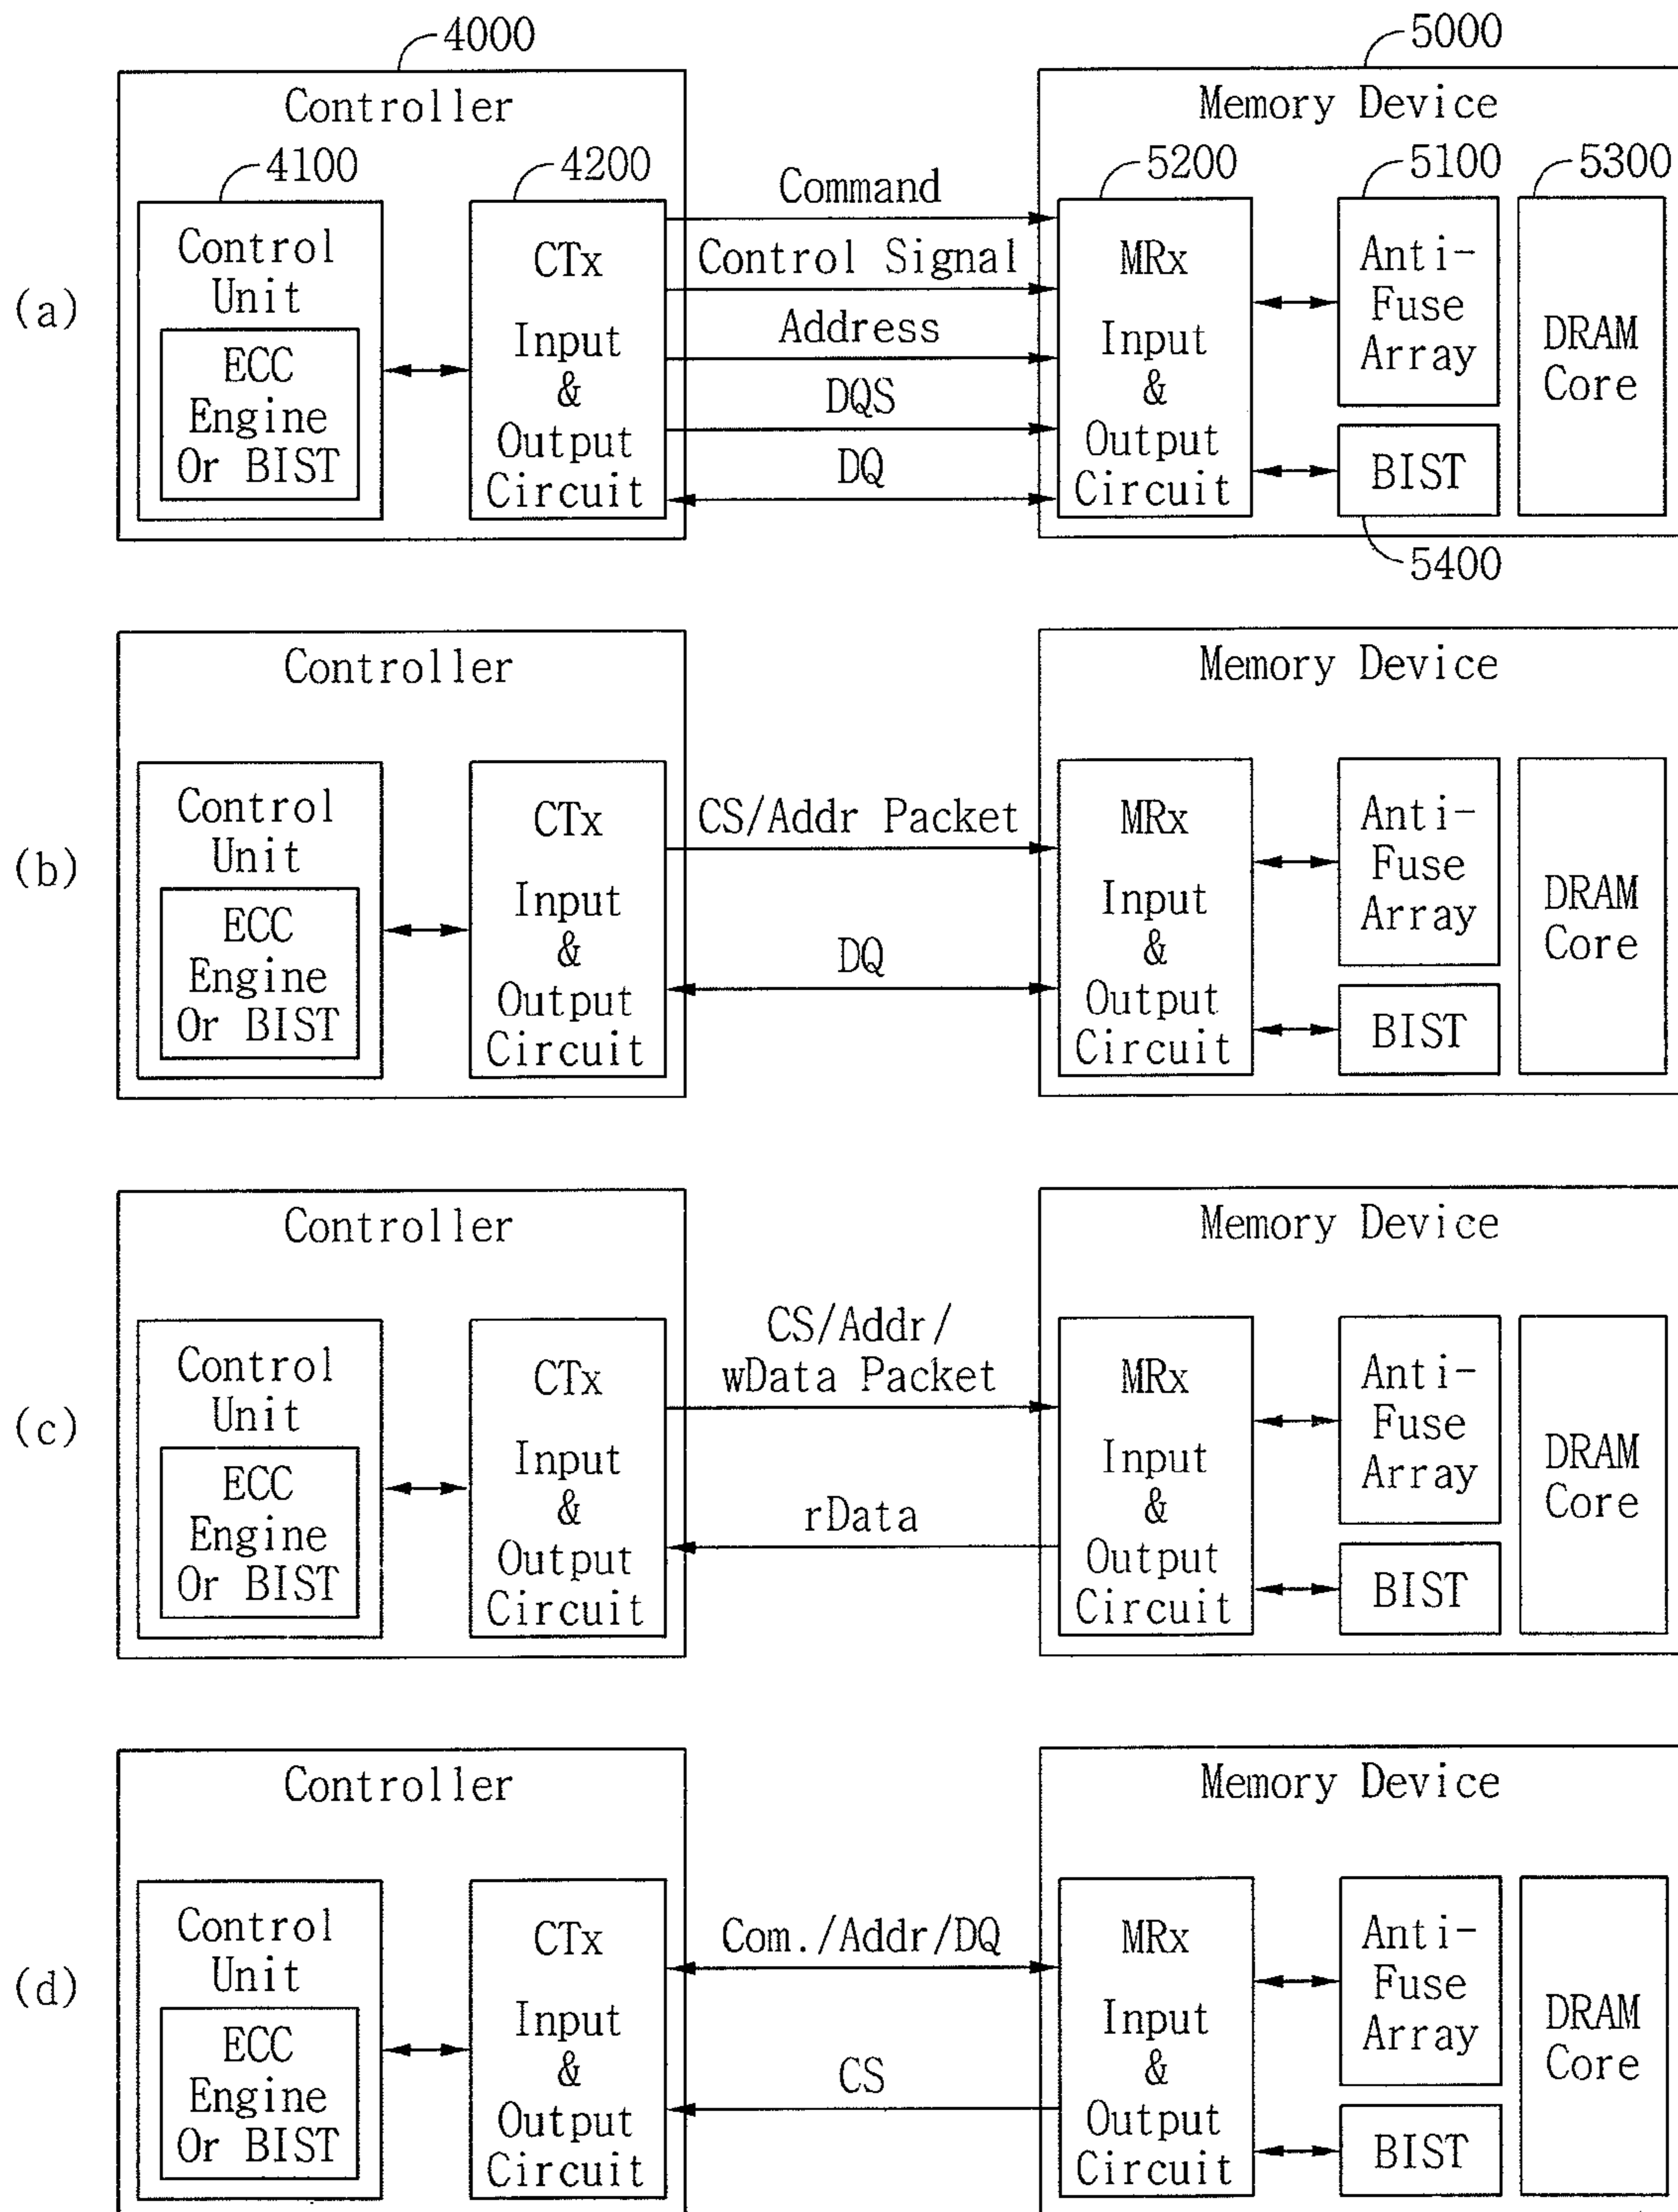 4000
5000
Controller
Memory Device
4100
4200
5200
5100
5300
(a)
Control
Unit
ECC
Engine
Or BIST
CTx
Input
&
Output
Circuit
Command
Control Signal
Address
DQS
DQ
MRx
Input
&
Output
Circuit
Anti-
Fuse
Array
BIST
DRAM
Core
5400
Controller
Memory Device
(b)
Control
Unit
ECC
Engine
Or BIST
CTx
Input
&
Output
Circuit
CS/Addr Packet
DQ
MRx
Input
&
Output
Circuit
Anti-
Fuse
Array
BIST
DRAM
Core
Controller
Memory Device
(c)
Control
Unit
ECC
Engine
Or BIST
CTx
Input
&
Output
Circuit
CS/Addr/
wData Packet
rData
MRx
Input
&
Output
Circuit
Anti-
Fuse
Array
BIST
DRAM
Core
Controller
Memory Device
(d)
Control
Unit
ECC
Engine
Or BIST
CTx
Input
&
Output
Circuit
Com./Addr/DQ
CS
MRx
Input
&
Output
Circuit
Anti-
Fuse
Array
BIST
DRAM
Core